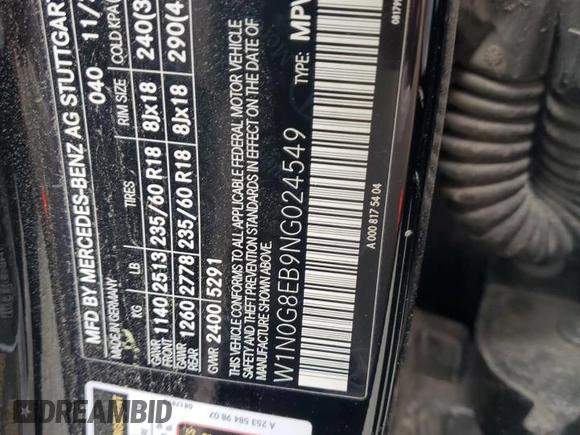 MFD BY MERCEDES-BENZ AG STUTTGART
MADE IN GERMANY
040 11/
KG LB TIRES RIM SIZE COLD KPA
GAWR FRONT 1140 2513 235/60 R18 8Jx18 240(3
GAWR REAR 1260 2778 235/60 R18 8Jx18 290(4
GVWR 2400 5291
THIS VEHICLE CONFORMS TO ALL APPLICABLE FEDERAL MOTOR VEHICLE
SAFETY AND THEFT PREVENTION STANDARDS IN EFFECT ON THE DATE OF
MANUFACTURE SHOWN ABOVE.
W1N0G8EB9NG024549 MPV
A 000 817 54 04
A 253 584 98 07
DREAMBID